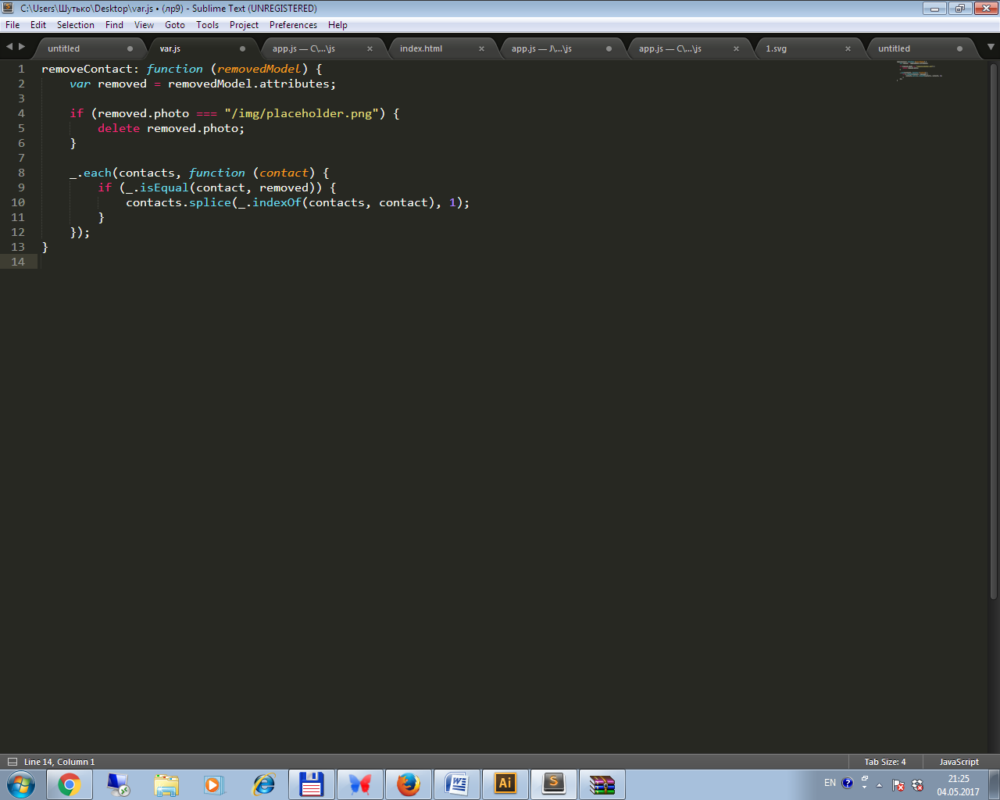 C:\Users\Шутько\Desktop\var.js • (лр9) - Sublime Text (UNREGISTERED)
File Edit Selection Find View Goto Tools Project Preferences Help
untitled var.js app.js — C\...\js index.html app.js — J\...\js app.js — C\...\js 1.svg untitled
1 removeContact: function (removedModel) {
2 var removed = removedModel.attributes;
3
4 if (removed.photo === "/img/placeholder.png") {
5 delete removed.photo;
6 }
7
8 _.each(contacts, function (contact) {
9 if (_.isEqual(contact, removed)) {
10 contacts.splice(_.indexOf(contacts, contact), 1);
11 }
12 });
13 }
14
Line 14, Column 1 Tab Size: 4 JavaScript
Ai S
EN 21:25
04.05.2017